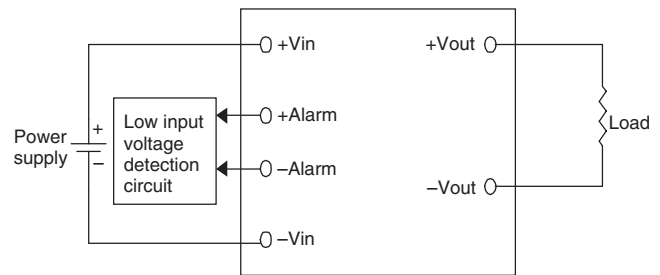 +Vin
+Vout
+Alarm
Low input
voltage
detection
circuit
Power
supply
+
–
Load
–Alarm
–Vout
–Vin